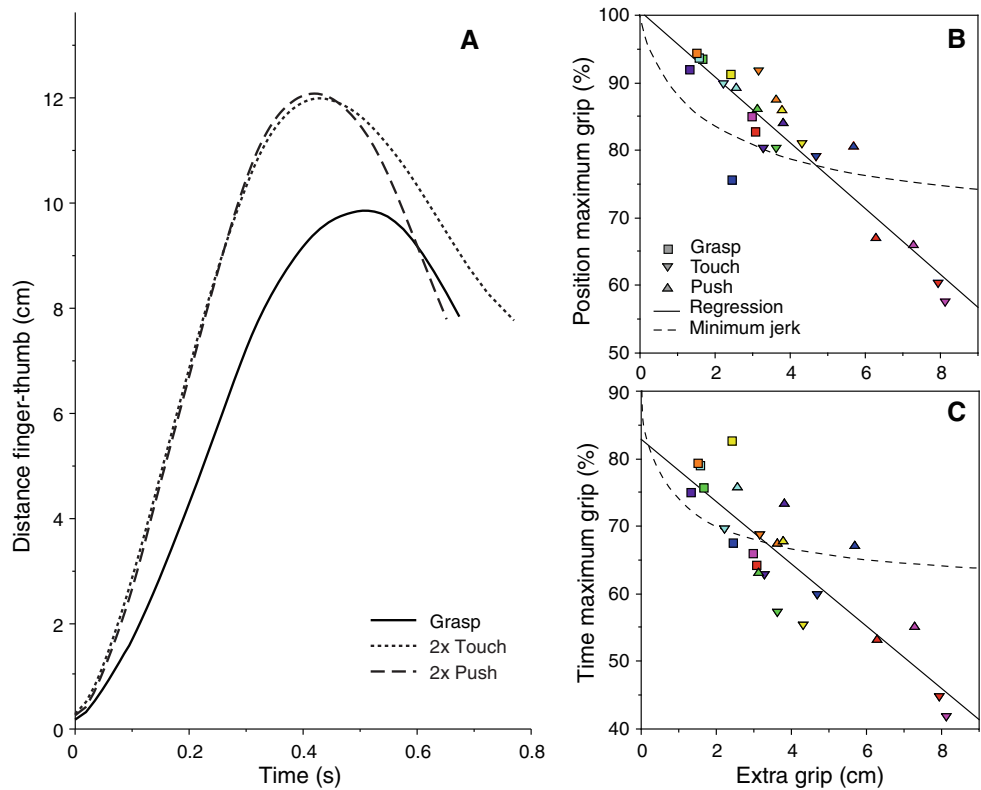 A
Distance finger-thumb (cm)
12
10
8
6
4
2
0
0
0.2
0.4
0.6
0.8
Time (s)
Grasp
2x Touch
2x Push
B
Position maximum grip (%)
100
90
80
70
60
50
0
2
4
6
8
Grasp
Touch
Push
Regression
Minimum jerk
C
Time maximum grip (%)
90
80
70
60
50
40
0
2
4
6
8
Extra grip (cm)